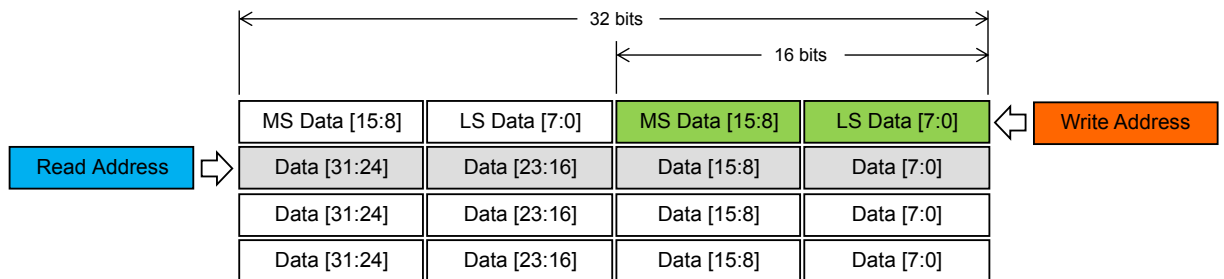 32 bits
16 bits
MS Data [15:8] LS Data [7:0] MS Data [15:8] LS Data [7:0] Write Address
Read Address Data [31:24] Data [23:16] Data [15:8] Data [7:0]
Data [31:24] Data [23:16] Data [15:8] Data [7:0]
Data [31:24] Data [23:16] Data [15:8] Data [7:0]